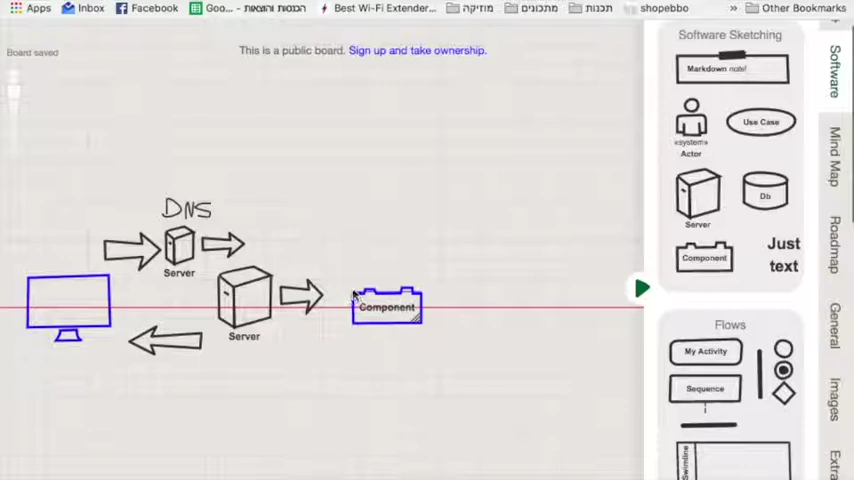 Apps Inbox Facebook Goo... הכנסות והוצאות - Best Wi-Fi Extender... מוזיקה מתכונים תכנות shopebbo » Other Bookmarks
Board saved
This is a public board. Sign up and take ownership.
DNS
Server
Server
Component
Software Sketching
Markdown note!
«system»
Actor
Use Case
Server
Db
Component
Just
text
Flows
My Activity
Sequence
Swimline
Software
Mind Map
Roadmap
General
Images
Extra